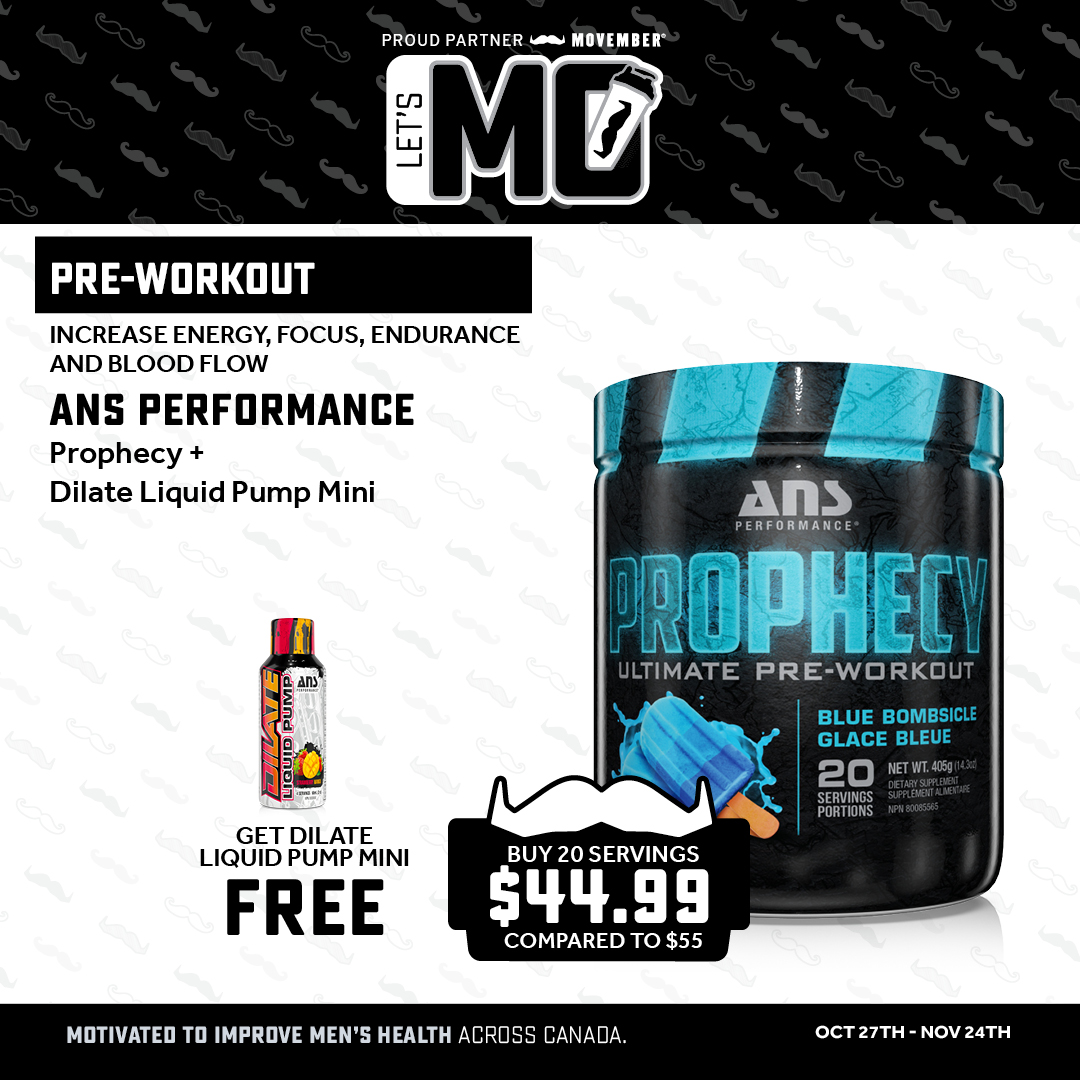 PROUD PARTNER MOVEMBER®
LET'S
MO
PRE-WORKOUT
INCREASE ENERGY, FOCUS, ENDURANCE
AND BLOOD FLOW
ANS PERFORMANCE
Prophecy +
Dilate Liquid Pump Mini
ANS
PERFORMANCE®
PROPHECY
ULTIMATE PRE-WORKOUT
BLUE BOMBSICLE
GLACE BLEUE
20
SERVINGS
PORTIONS
NET WT. 405g (14.3oz)
DIETARY SUPPLEMENT
SUPPLÉMENT ALIMENTAIRE
NPN 80085565
ANS
PERFORMANCE
DILATE
LIQUID PUMP
GET DILATE
LIQUID PUMP MINI
FREE
BUY 20 SERVINGS
$44.99
COMPARED TO $55
MOTIVATED TO IMPROVE MEN'S HEALTH ACROSS CANADA.
OCT 27TH - NOV 24TH